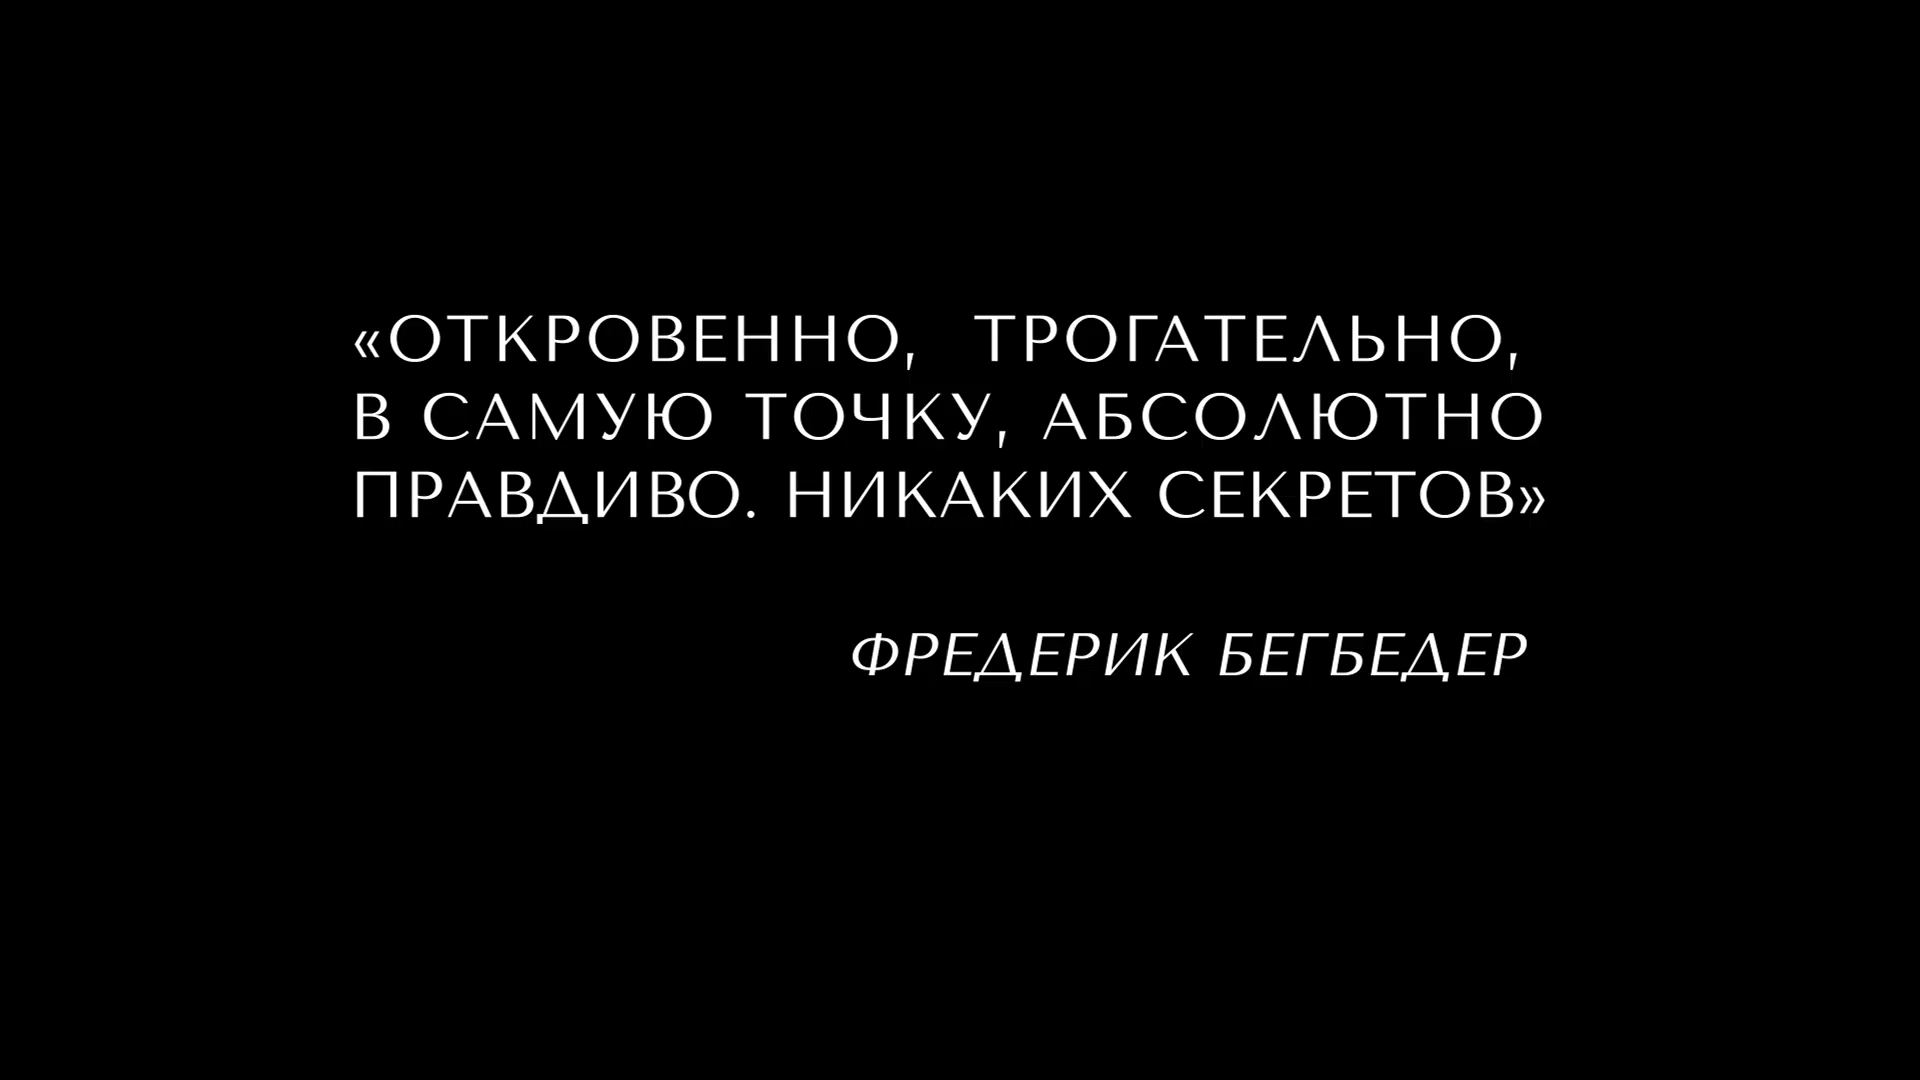 «ОТКРОВЕННО, ТРОГАТЕЛЬНО,
В САМУЮ ТОЧКУ, АБСОЛЮТНО
ПРАВДИВО. НИКАКИХ СЕКРЕТОВ»
ФРЕДЕРИК БЕГБЕДЕР